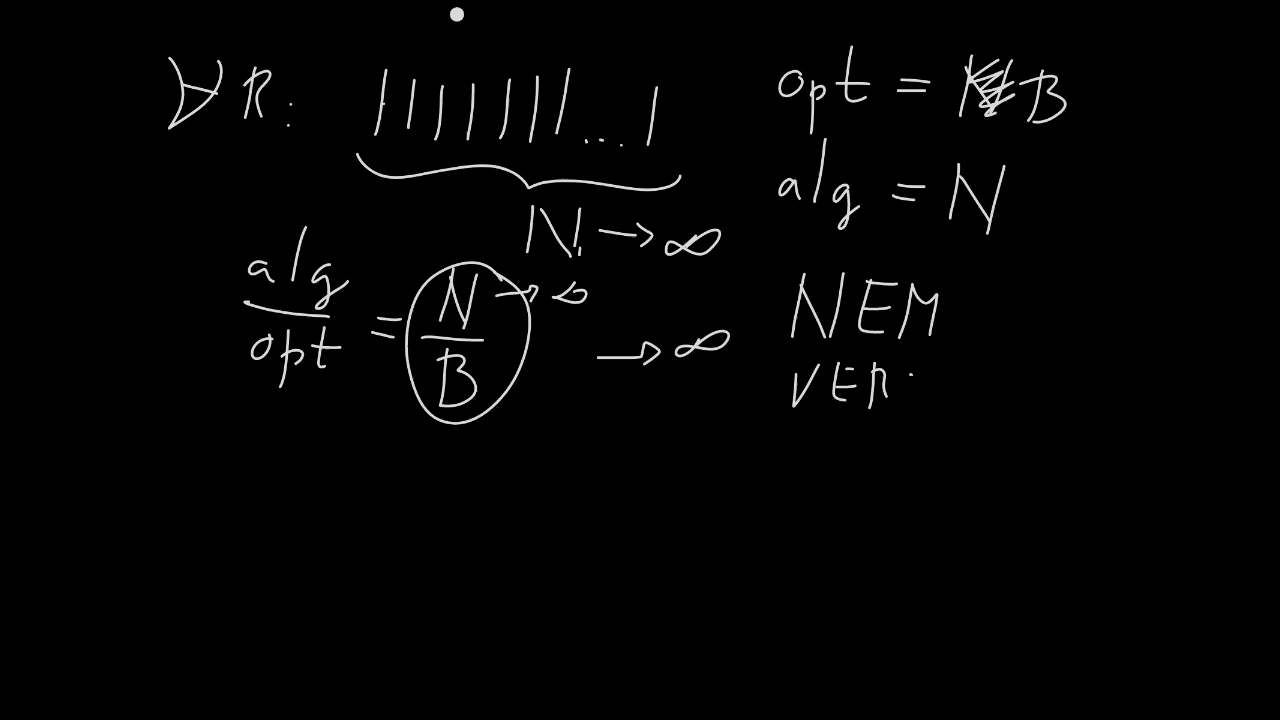 ∀ R: | | | | | | | ... | opt = B
alg = N
N → ∞
alg/opt = N/B → ∞ → ∞
NEM
VER.